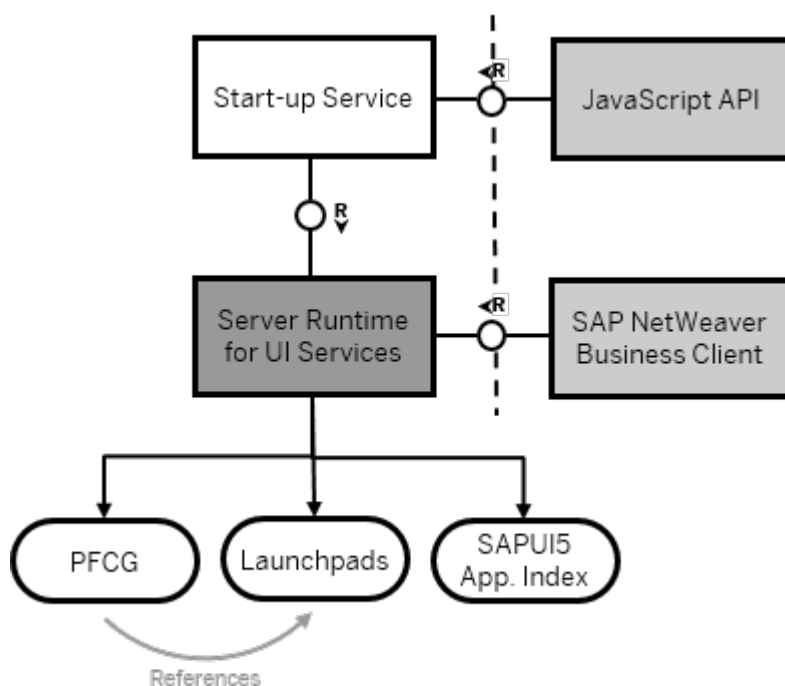 R
Start-up Service
JavaScript API
R
R
Server Runtime
for UI Services
SAP NetWeaver
Business Client
PFCG
Launchpads
SAPUI5
App. Index
References